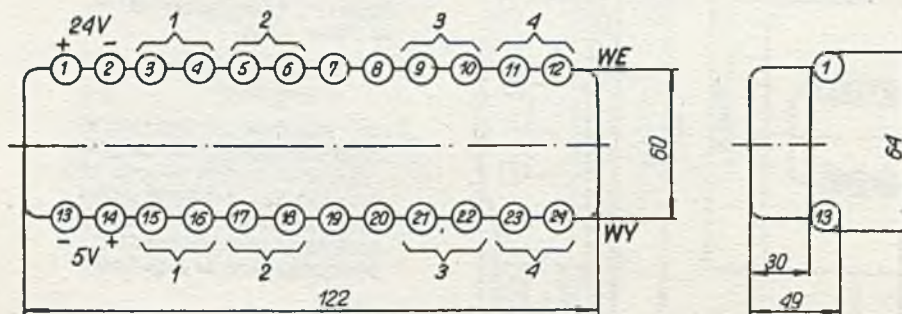 24V 1 2 3 4
+ -
1 2 3 4 5 6 7 8 9 10 11 12 WE 1
60 64
13 14 15 16 17 18 19 20 21 22 23 24 WY 13
- +
5V 1 2 3 4 30
122 49